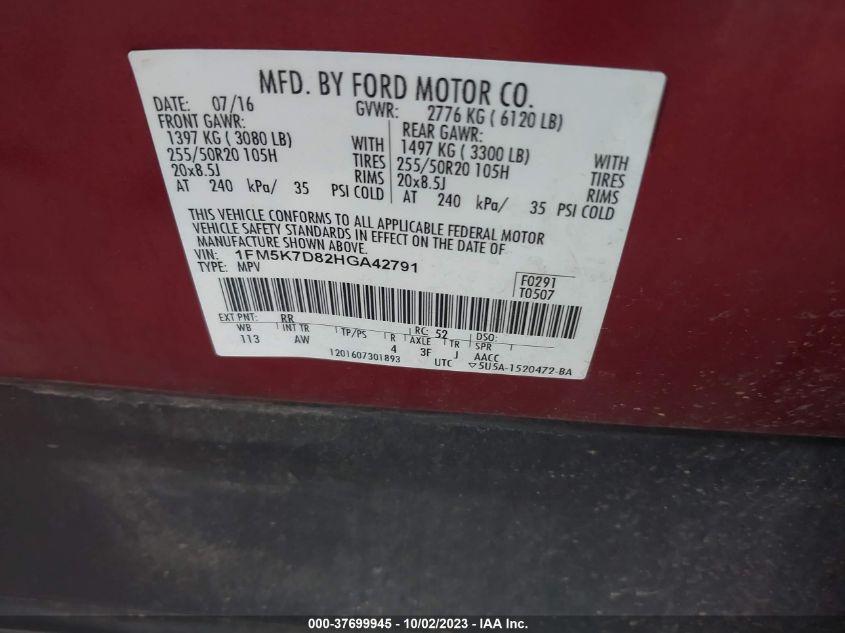 MFD. BY FORD MOTOR CO.
DATE: 07/16 GVWR: 2776 KG ( 6120 LB)
FRONT GAWR: REAR GAWR:
1397 KG ( 3080 LB) WITH 1497 KG ( 3300 LB) WITH
255/50R20 105H TIRES 255/50R20 105H TIRES
20x8.5J RIMS 20x8.5J RIMS
AT 240 kPa/ 35 PSI COLD AT 240 kPa/ 35 PSI COLD
THIS VEHICLE CONFORMS TO ALL APPLICABLE FEDERAL MOTOR
VEHICLE SAFETY STANDARDS IN EFFECT ON THE DATE OF
MANUFACTURE SHOWN ABOVE.
VIN: 1FM5K7D82HGA42791
TYPE: MPV
F0291
T0507
EXT PNT: RR RC: 52 DSO:
WB INT TR TP/PS R AXLE TR SPR
113 AW 4 3F J AACC
1201607301893 UTC ▽5U5A-1520472-BA
000-37699945 - 10/02/2023 - Copyright © 2023 IAA, Inc.